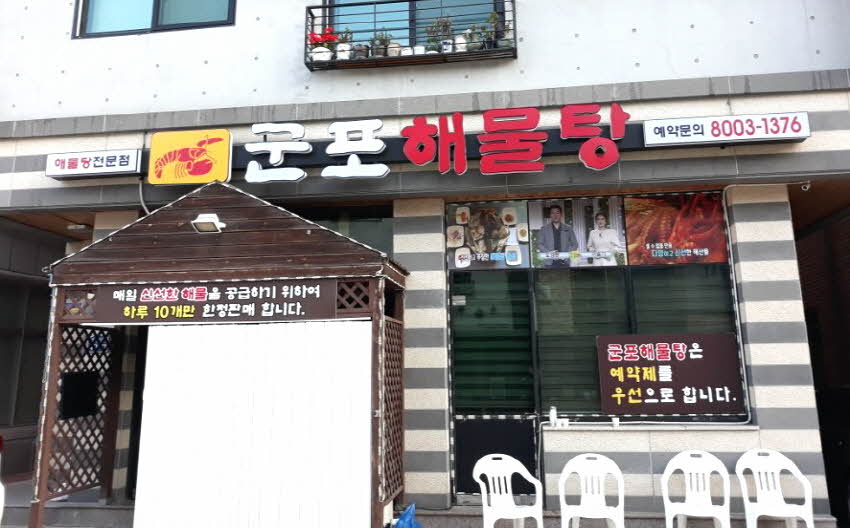 해물탕전문점
군포해물탕
예약문의 8003-1376
매일 신선한 해물을 공급하기 위하여
하루 10개만 한정판매 합니다.
군포해물탕은
예약제를
우선으로 합니다.